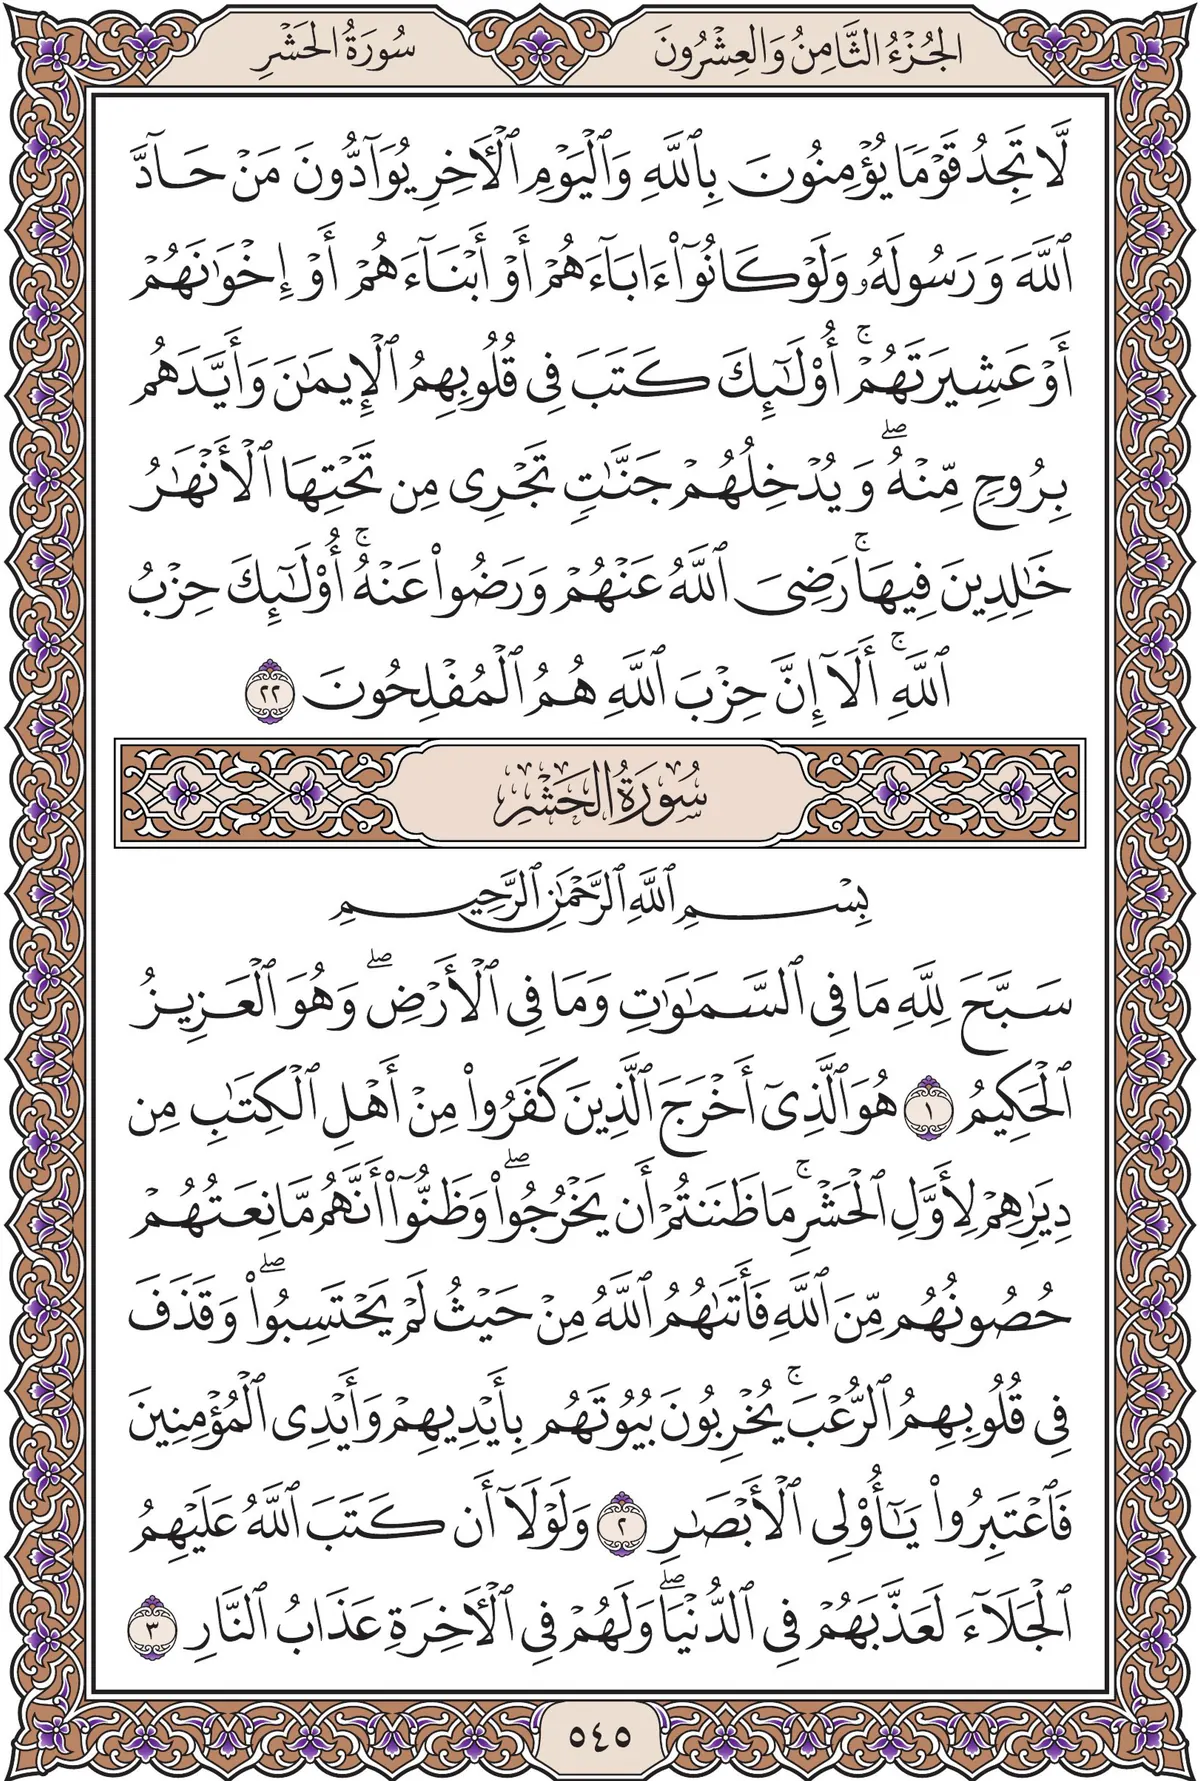 الجُزْءُ الثَّامِنُ وَالعِشْرُونَ
سُورَةُ الحَشْرِ
لَّا تَجِدُ قَوْمًا يُؤْمِنُونَ بِٱللَّهِ وَٱلْيَوْمِ ٱلْأٓخِرِ يُوَآدُّونَ مَنْ حَآدَّ
ٱللَّهَ وَرَسُولَهُۥ وَلَوْ كَانُوٓا۟ ءَابَآءَهُمْ أَوْ أَبْنَآءَهُمْ أَوْ إِخْوَٰنَهُمْ
أَوْ عَشِيرَتَهُمْۚ أُو۟لَٰٓئِكَ كَتَبَ فِى قُلُوبِهِمُ ٱلْإِيمَٰنَ وَأَيَّدَهُم
بِرُوحٍ مِّنْهُۖ وَيُدْخِلُهُمْ جَنَّٰتٍ تَجْرِى مِن تَحْتِهَا ٱلْأَنْهَٰرُ
خَٰلِدِينَ فِيهَاۚ رَضِىَ ٱللَّهُ عَنْهُمْ وَرَضُوا۟ عَنْهُۚ أُو۟لَٰٓئِكَ حِزْبُ
ٱللَّهِۚ أَلَآ إِنَّ حِزْبَ ٱللَّهِ هُمُ ٱلْمُفْلِحُونَ ٢٢
سُورَةُ الحَشْرِ
بِسْمِ ٱللَّهِ ٱلرَّحْمَٰنِ ٱلرَّحِيمِ
سَبَّحَ لِلَّهِ مَا فِى ٱلسَّمَٰوَٰتِ وَمَا فِى ٱلْأَرْضِۖ وَهُوَ ٱلْعَزِيزُ
ٱلْحَكِيمُ ١ هُوَ ٱلَّذِىٓ أَخْرَجَ ٱلَّذِينَ كَفَرُوا۟ مِنْ أَهْلِ ٱلْكِتَٰبِ مِن
دِيَٰرِهِمْ لِأَوَّلِ ٱلْحَشْرِۚ مَا ظَنَنتُمْ أَن يَخْرُجُوا۟ۖ وَظَنُّوٓا۟ أَنَّهُم مَّانِعَتُهُمْ
حُصُونُهُم مِّنَ ٱللَّهِ فَأَتَىٰهُمُ ٱللَّهُ مِنْ حَيْثُ لَمْ يَحْتَسِبُوا۟ۖ وَقَذَفَ
فِى قُلُوبِهِمُ ٱلرُّعْبَۚ يُخْرِبُونَ بُيُوتَهُم بِأَيْدِيهِمْ وَأَيْدِى ٱلْمُؤْمِنِينَ
فَٱعْتَبِرُوا۟ يَٰٓأُو۟لِى ٱلْأَبْصَٰرِ ٢ وَلَوْلَآ أَن كَتَبَ ٱللَّهُ عَلَيْهِمُ
ٱلْجَلَآءَ لَعَذَّبَهُمْ فِى ٱلدُّنْيَاۖ وَلَهُمْ فِى ٱلْأٓخِرَةِ عَذَابُ ٱلنَّارِ ٣
٥٤٥